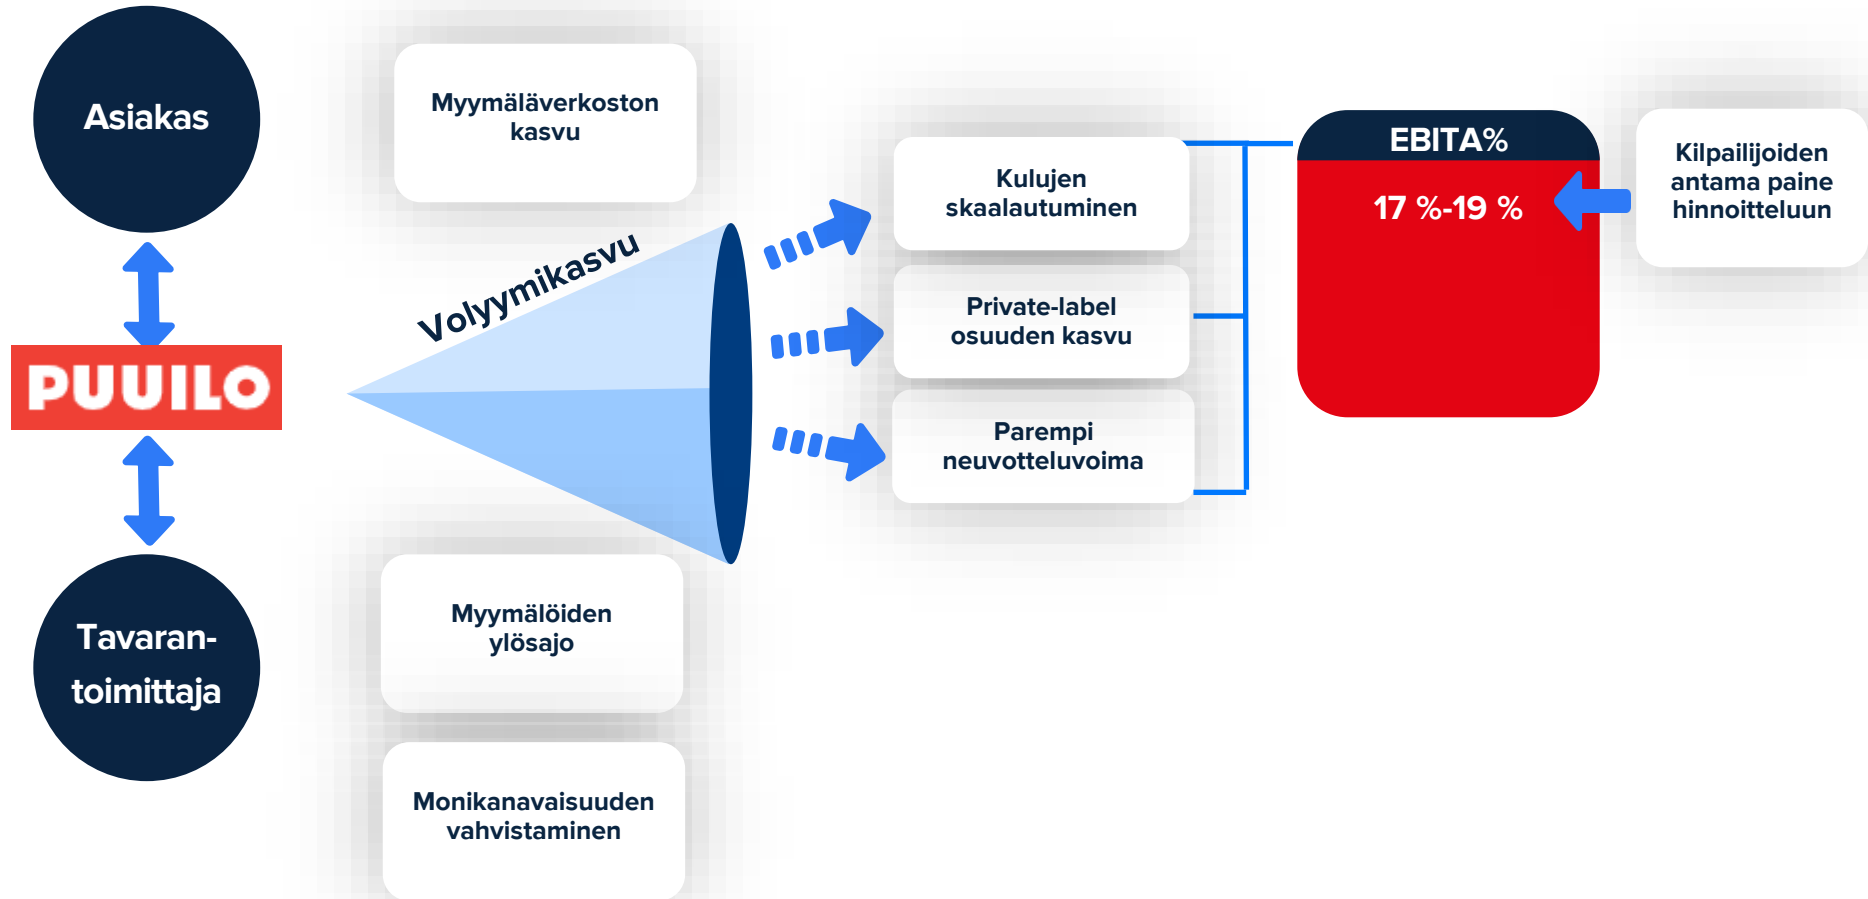 Asiakas
PUUILO
Tavaran-
toimittaja
Myymäläverkoston
kasvu
Volyymikasvu
Myymälöiden
ylösajo
Monikanavaisuuden
vahvistaminen
Kulujen
skaalautuminen
Private-label
osuuden kasvu
Parempi
neuvotteluvoima
EBITA%
17 %-19 %
Kilpailijoiden
antama paine
hinnoitteluun